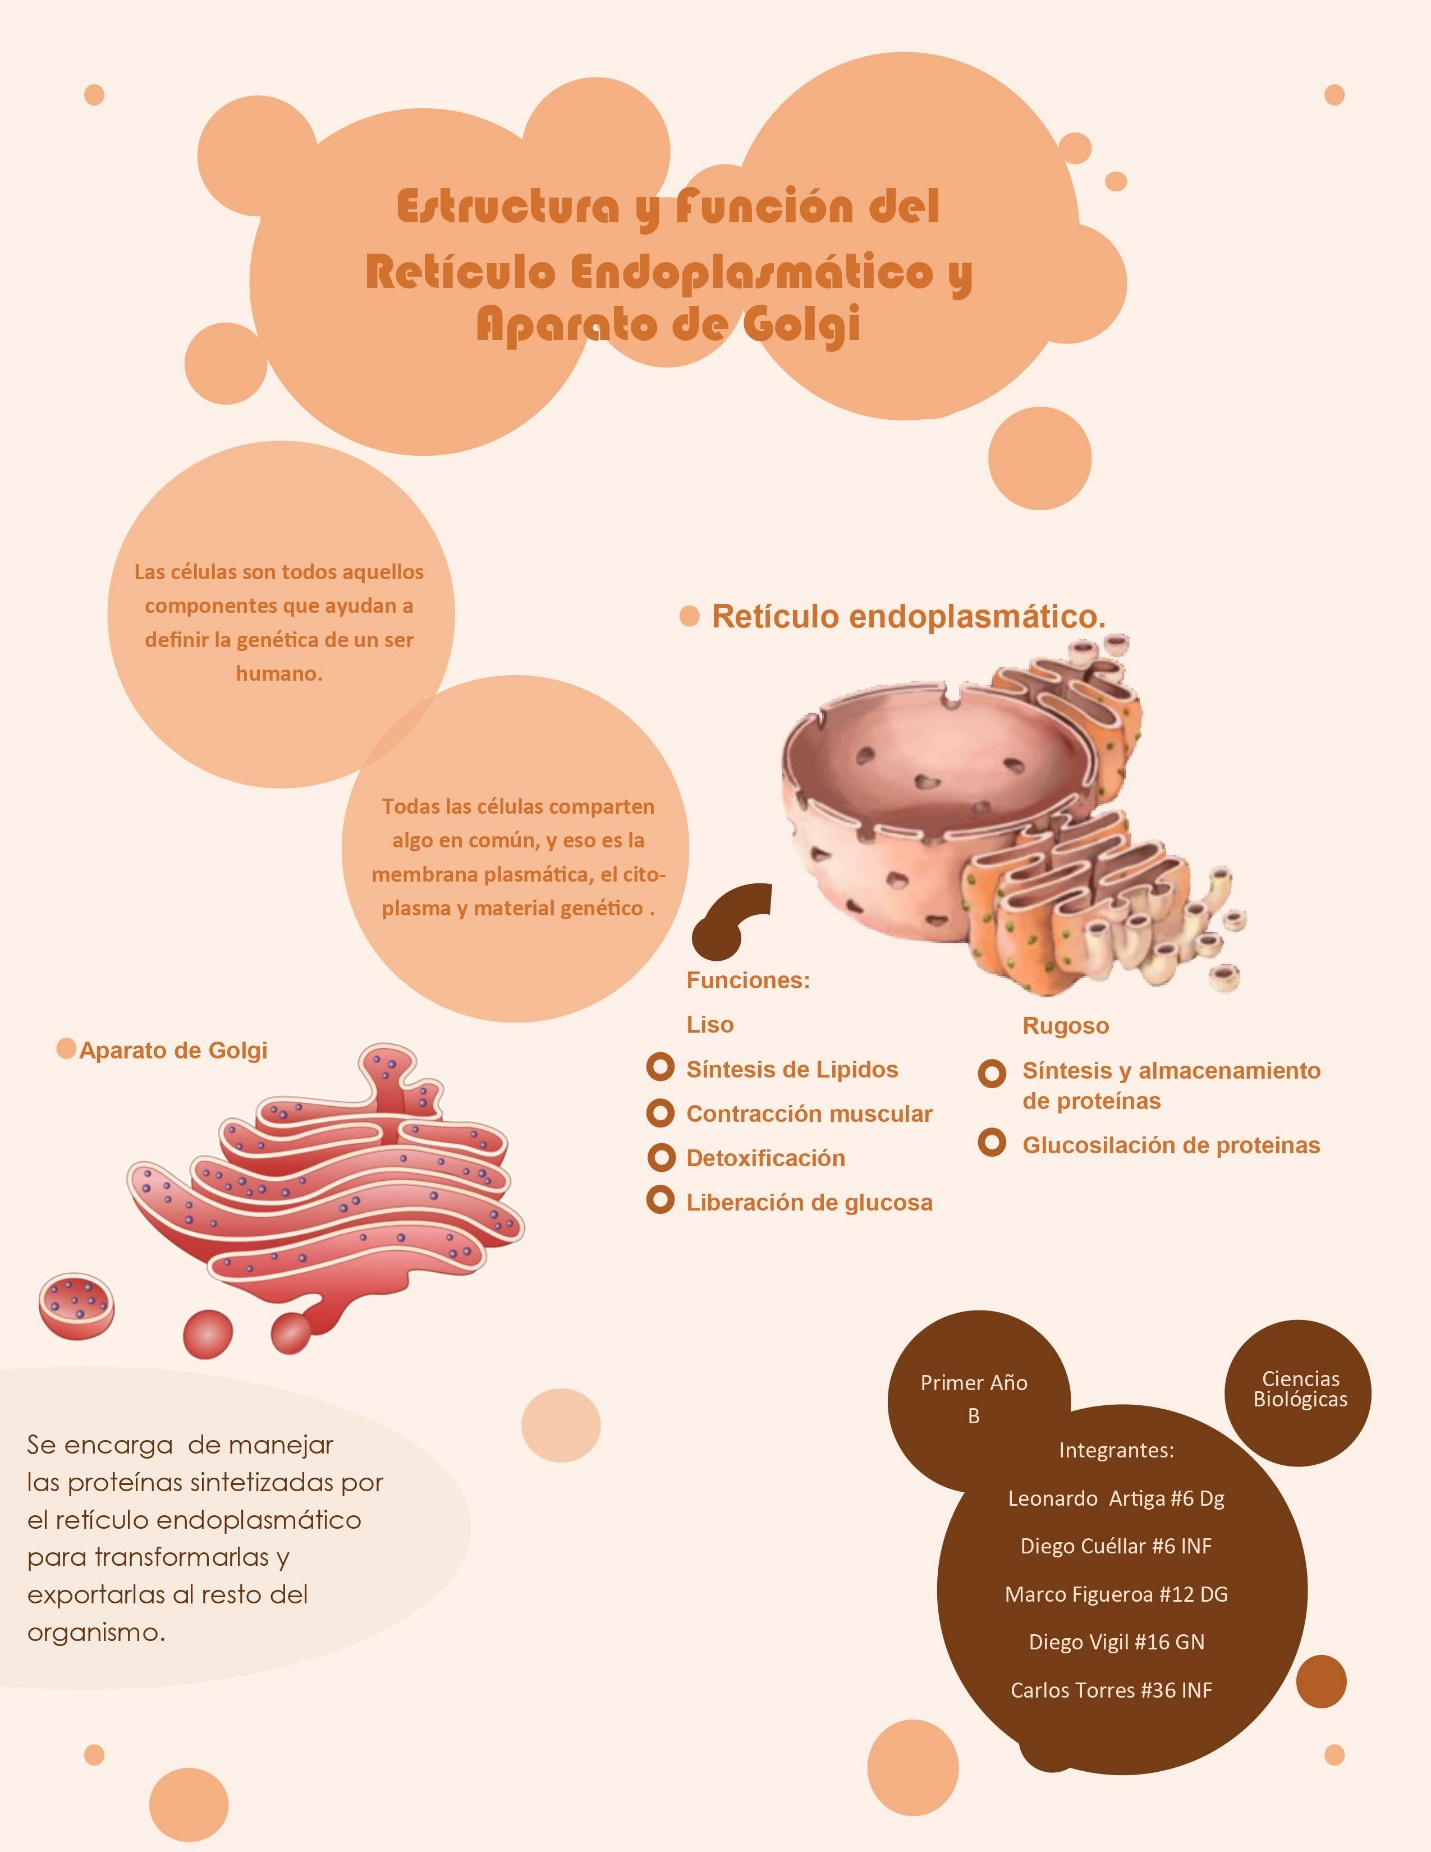 Estructura y Función del
Retículo Endoplasmático y
Aparato de Golgi
Las células son todos aquellos
componentes que ayudan a
definir la genética de un ser
humano.
Todas las células comparten
algo en común, y eso es la
membrana plasmática, el cito-
plasma y material genético .
Retículo endoplasmático.
Funciones:
Liso
Síntesis de Lipidos
Contracción muscular
Detoxificación
Liberación de glucosa
Rugoso
Síntesis y almacenamiento
de proteínas
Glucosilación de proteinas
Aparato de Golgi
Se encarga  de manejar
las proteínas sintetizadas por
el retículo endoplasmático
para transformarlas y
exportarlas al resto del
organismo.
Primer Año
B
Ciencias
Biológicas
Integrantes:
Leonardo  Artiga #6 Dg
Diego Cuéllar #6 INF
Marco Figueroa #12 DG
Diego Vigil #16 GN
Carlos Torres #36 INF